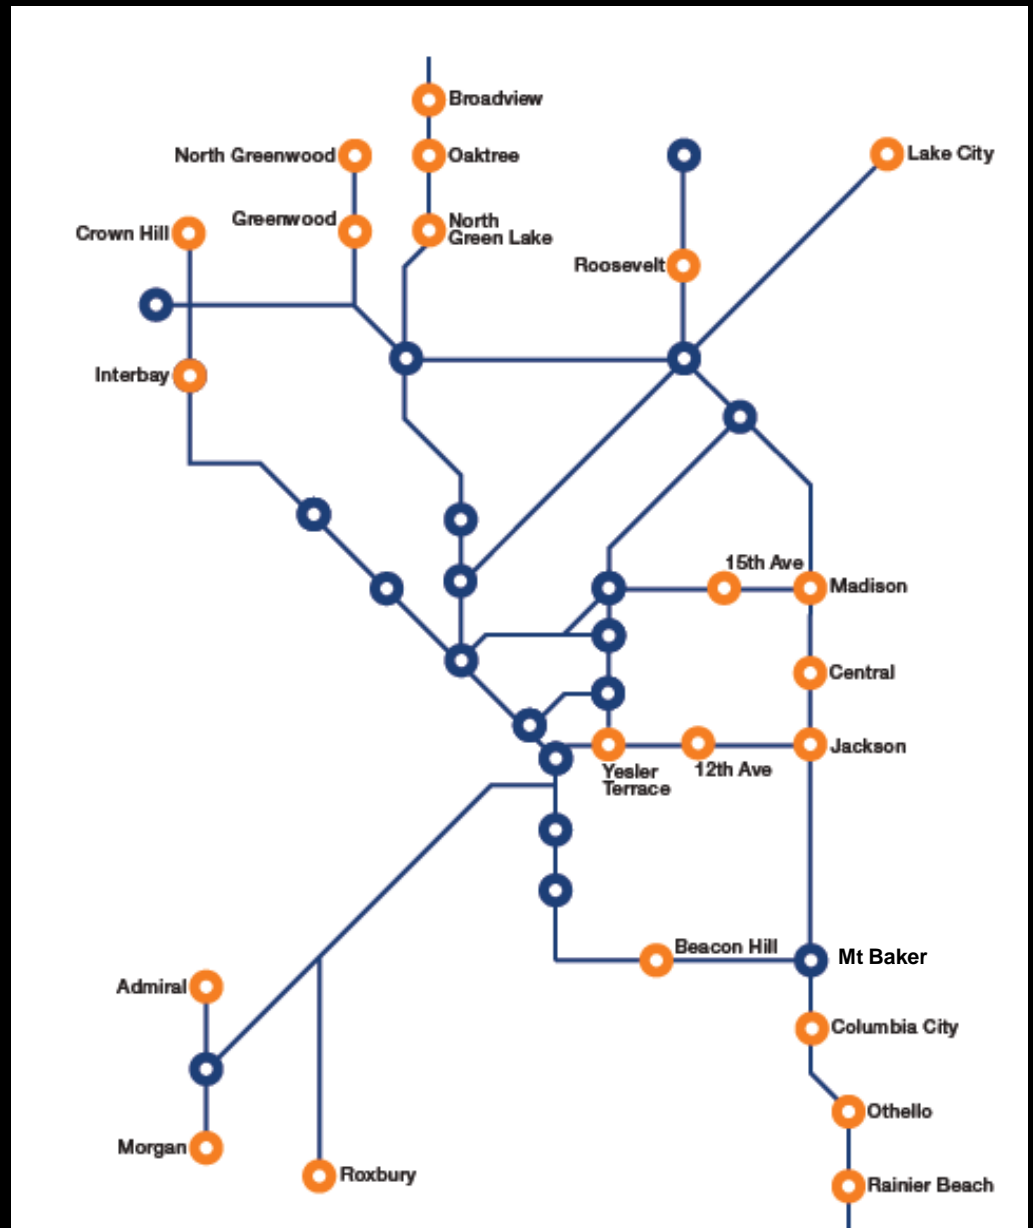 Broadview
North Greenwood
Oaktree
Lake City
Crown Hill
Greenwood
North
Green Lake
Roosevelt
Interbay
15th Ave
Madison
Central
Yesler
Terrace
12th Ave
Jackson
Beacon Hill
Mt Baker
Admiral
Columbia City
Othello
Morgan
Roxbury
Rainier Beach